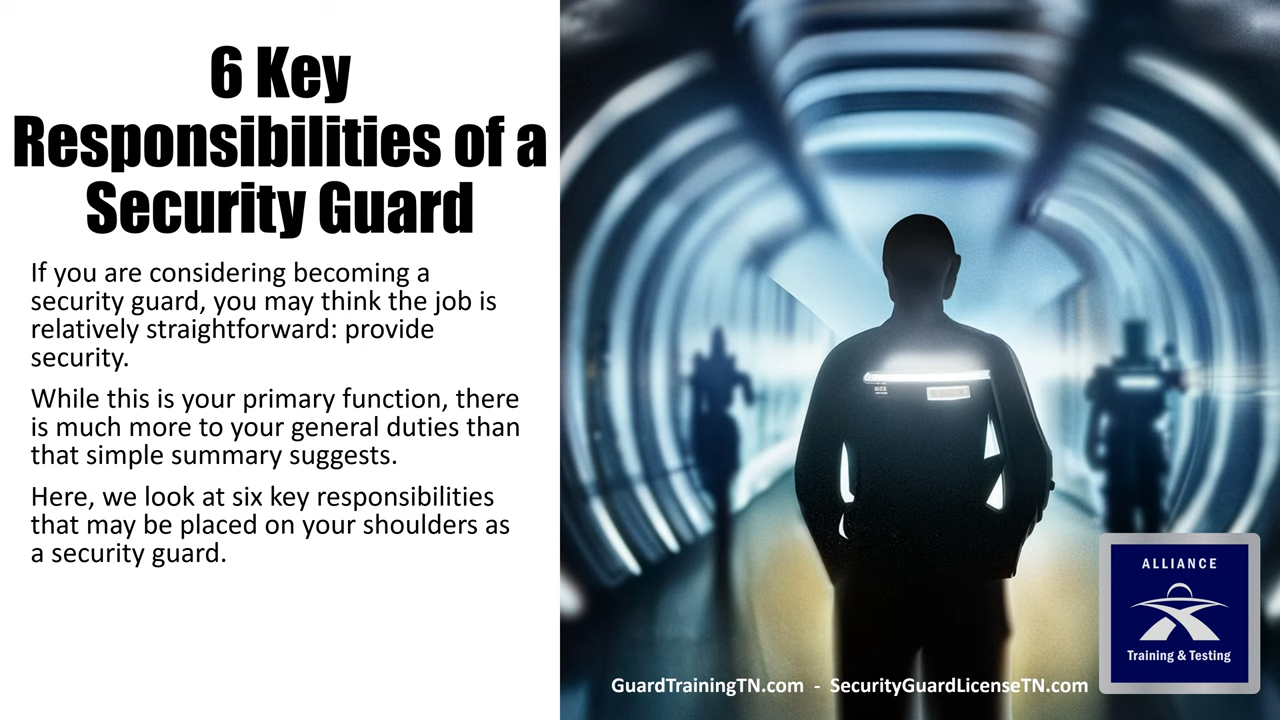 6 Key
Responsibilities of a
Security Guard
If you are considering becoming a
security guard, you may think the job is
relatively straightforward: provide
security.
While this is your primary function, there
is much more to your general duties than
that simple summary suggests.
Here, we look at six key responsibilities
that may be placed on your shoulders as
a security guard.
ALLIANCE
Training & Testing
GuardTrainingTN.com - SecurityGuardLicenseTN.com